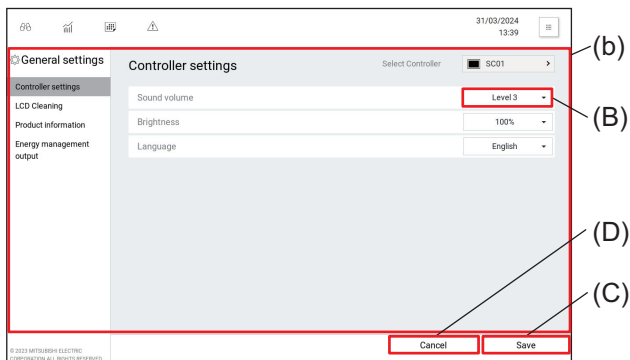 31/03/2024
13:39
General settings
Controller settings
LCD Cleaning
Product information
Energy management
output
Controller settings
Select Controller
SC01
Sound volume
Level 3
Brightness
100%
Language
English
Cancel
Save
© 2023 MITSUBISHI ELECTRIC
CORPORATION ALL RIGHTS RESERVED
(b)
(B)
(D)
(C)